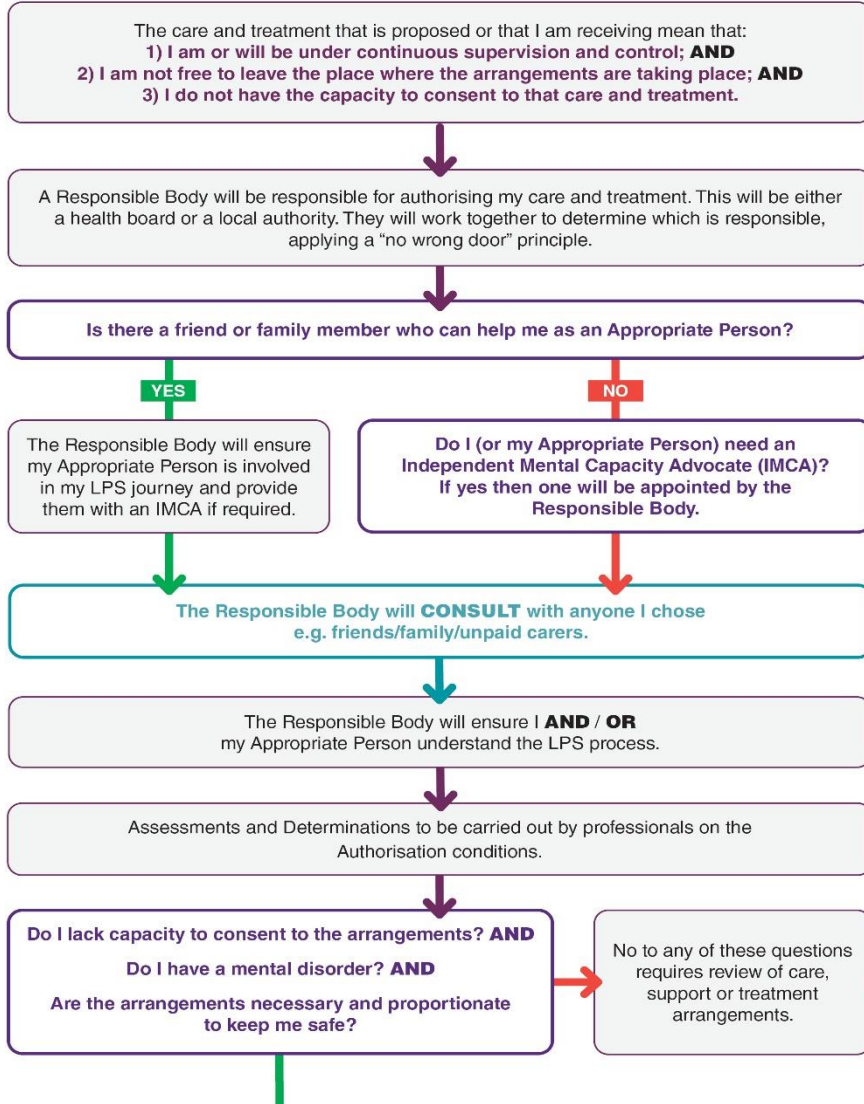 The care and treatment that is proposed or that I am receiving mean that:
1) I am or will be under continuous supervision and control; AND
2) I am not free to leave the place where the arrangements are taking place; AND
3) I do not have the capacity to consent to that care and treatment.
A Responsible Body will be responsible for authorising my care and treatment. This will be either
a health board or a local authority. They will work together to determine which is responsible,
applying a “no wrong door” principle.
Is there a friend or family member who can help me as an Appropriate Person?
YES
NO
The Responsible Body will ensure
my Appropriate Person is involved
in my LPS journey and provide
them with an IMCA if required.
Do I (or my Appropriate Person) need an
Independent Mental Capacity Advocate (IMCA)?
If yes then one will be appointed by the
Responsible Body.
The Responsible Body will CONSULT with anyone I chose
e.g. friends/family/unpaid carers.
The Responsible Body will ensure I AND / OR
my Appropriate Person understand the LPS process.
Assessments and Determinations to be carried out by professionals on the
Authorisation conditions.
Do I lack capacity to consent to the arrangements? AND
Do I have a mental disorder? AND
Are the arrangements necessary and proportionate
to keep me safe?
No to any of these questions
requires review of care,
support or treatment
arrangements.